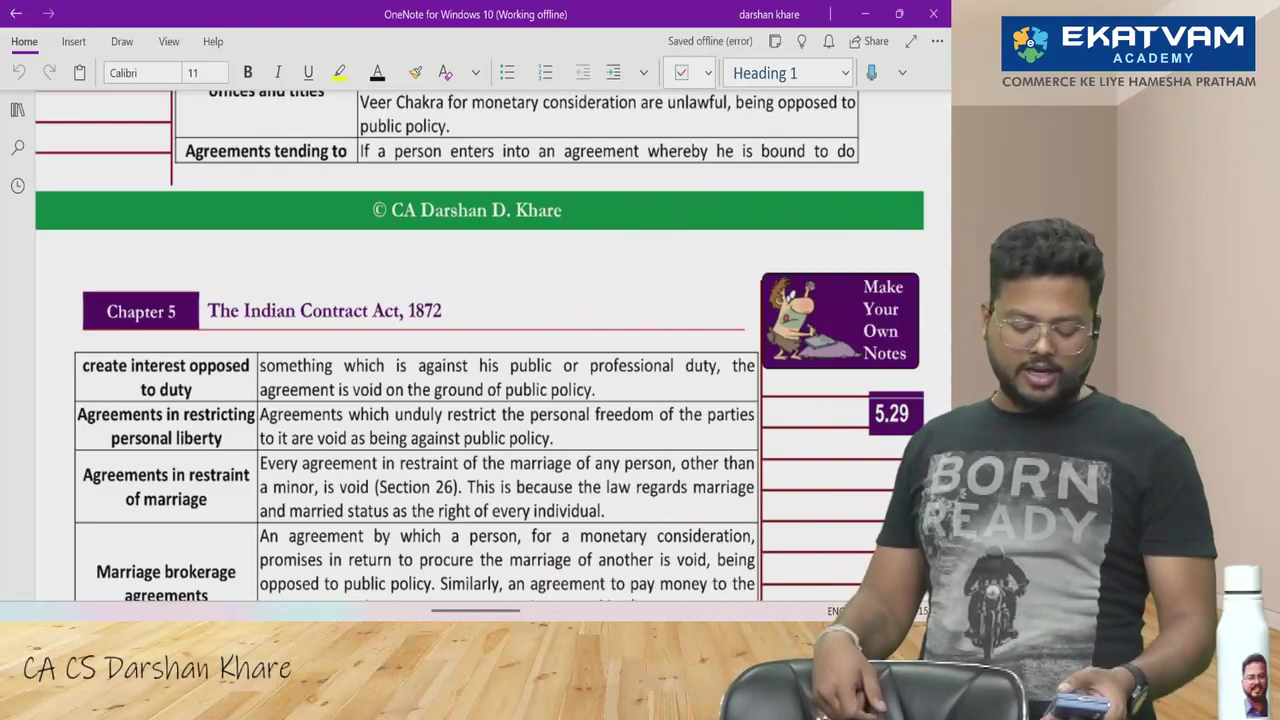 OneNote for Windows 10 (Working offline)
darshan khare
Home Insert Draw View Help
Saved offline (error)
Share
Calibri 11 B I U A Heading 1
Veer Chakra for monetary consideration are unlawful, being opposed to
public policy.
Agreements tending to
If a person enters into an agreement whereby he is bound to do
© CA Darshan D. Khare
Chapter 5
The Indian Contract Act, 1872
Make
Your
Own
Notes
5.29
create interest opposed
to duty
something which is against his public or professional duty, the
agreement is void on the ground of public policy.
Agreements in restricting
personal liberty
Agreements which unduly restrict the personal freedom of the parties
to it are void as being against public policy.
Agreements in restraint
of marriage
Every agreement in restraint of the marriage of any person, other than
a minor, is void (Section 26). This is because the law regards marriage
and married status as the right of every individual.
Marriage brokerage
agreements
An agreement by which a person, for a monetary consideration,
promises in return to procure the marriage of another is void, being
opposed to public policy. Similarly, an agreement to pay money to the
EKATVAM
ACADEMY
COMMERCE KE LIYE HAMESHA PRATHAM
BORN
READY
CA CS Darshan Khare